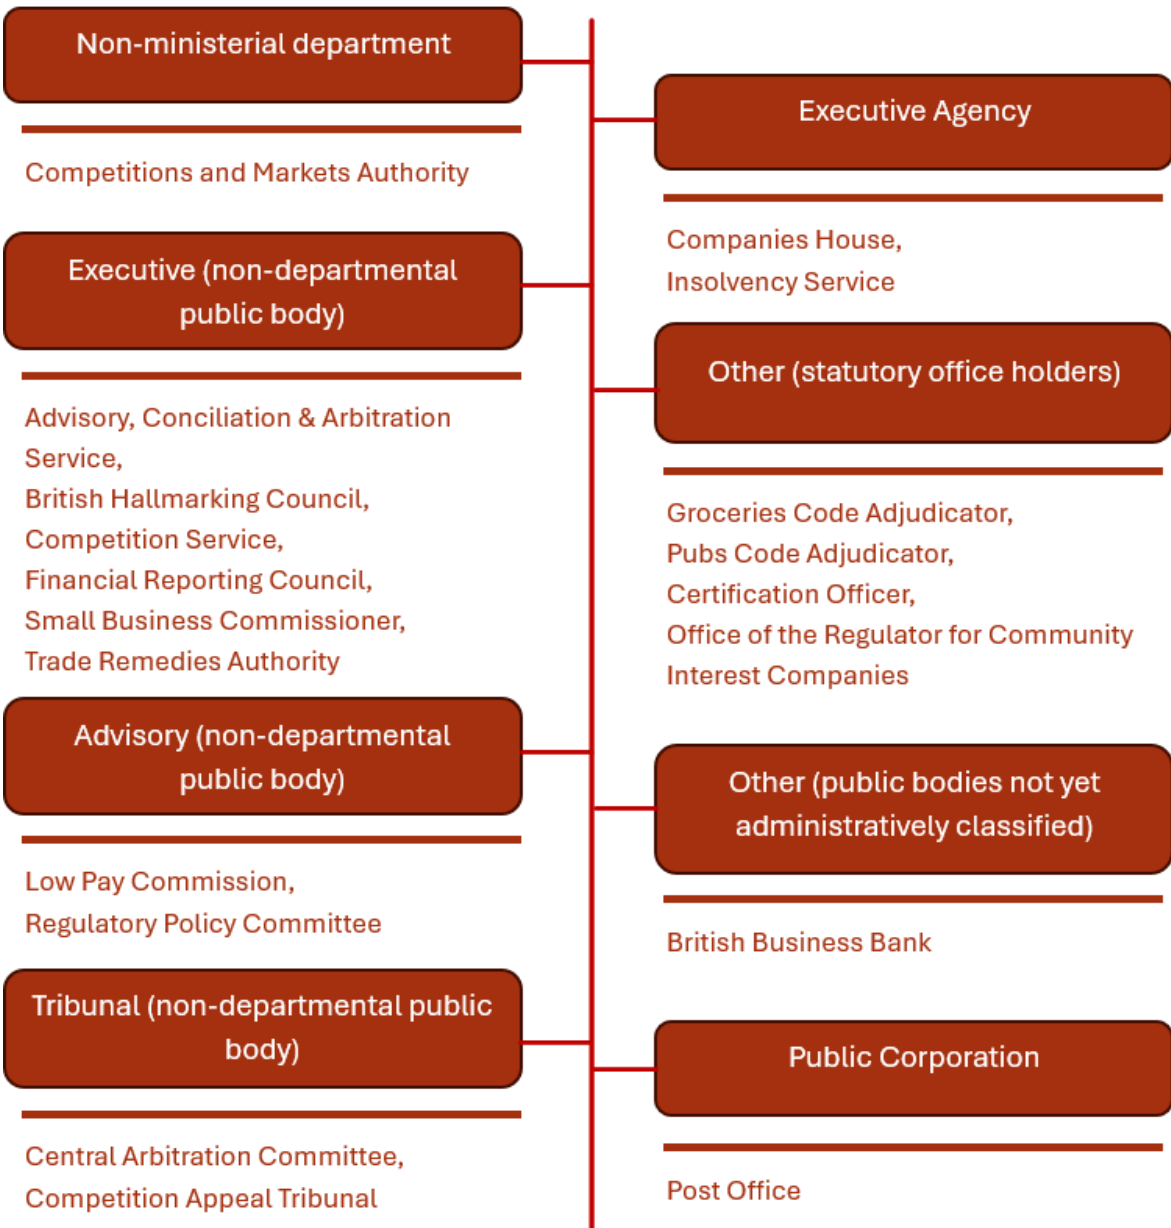 Non-ministerial department
Competitions and Markets Authority
Executive Agency
Companies House,
Insolvency Service
Executive (non-departmental
public body)
Advisory, Conciliation & Arbitration
Service,
British Hallmarking Council,
Competition Service,
Financial Reporting Council,
Small Business Commissioner,
Trade Remedies Authority
Other (statutory office holders)
Groceries Code Adjudicator,
Pubs Code Adjudicator,
Certification Officer,
Office of the Regulator for Community
Interest Companies
Advisory (non-departmental
public body)
Low Pay Commission,
Regulatory Policy Committee
Other (public bodies not yet
administratively classified)
British Business Bank
Tribunal (non-departmental public
body)
Central Arbitration Committee,
Competition Appeal Tribunal
Public Corporation
Post Office